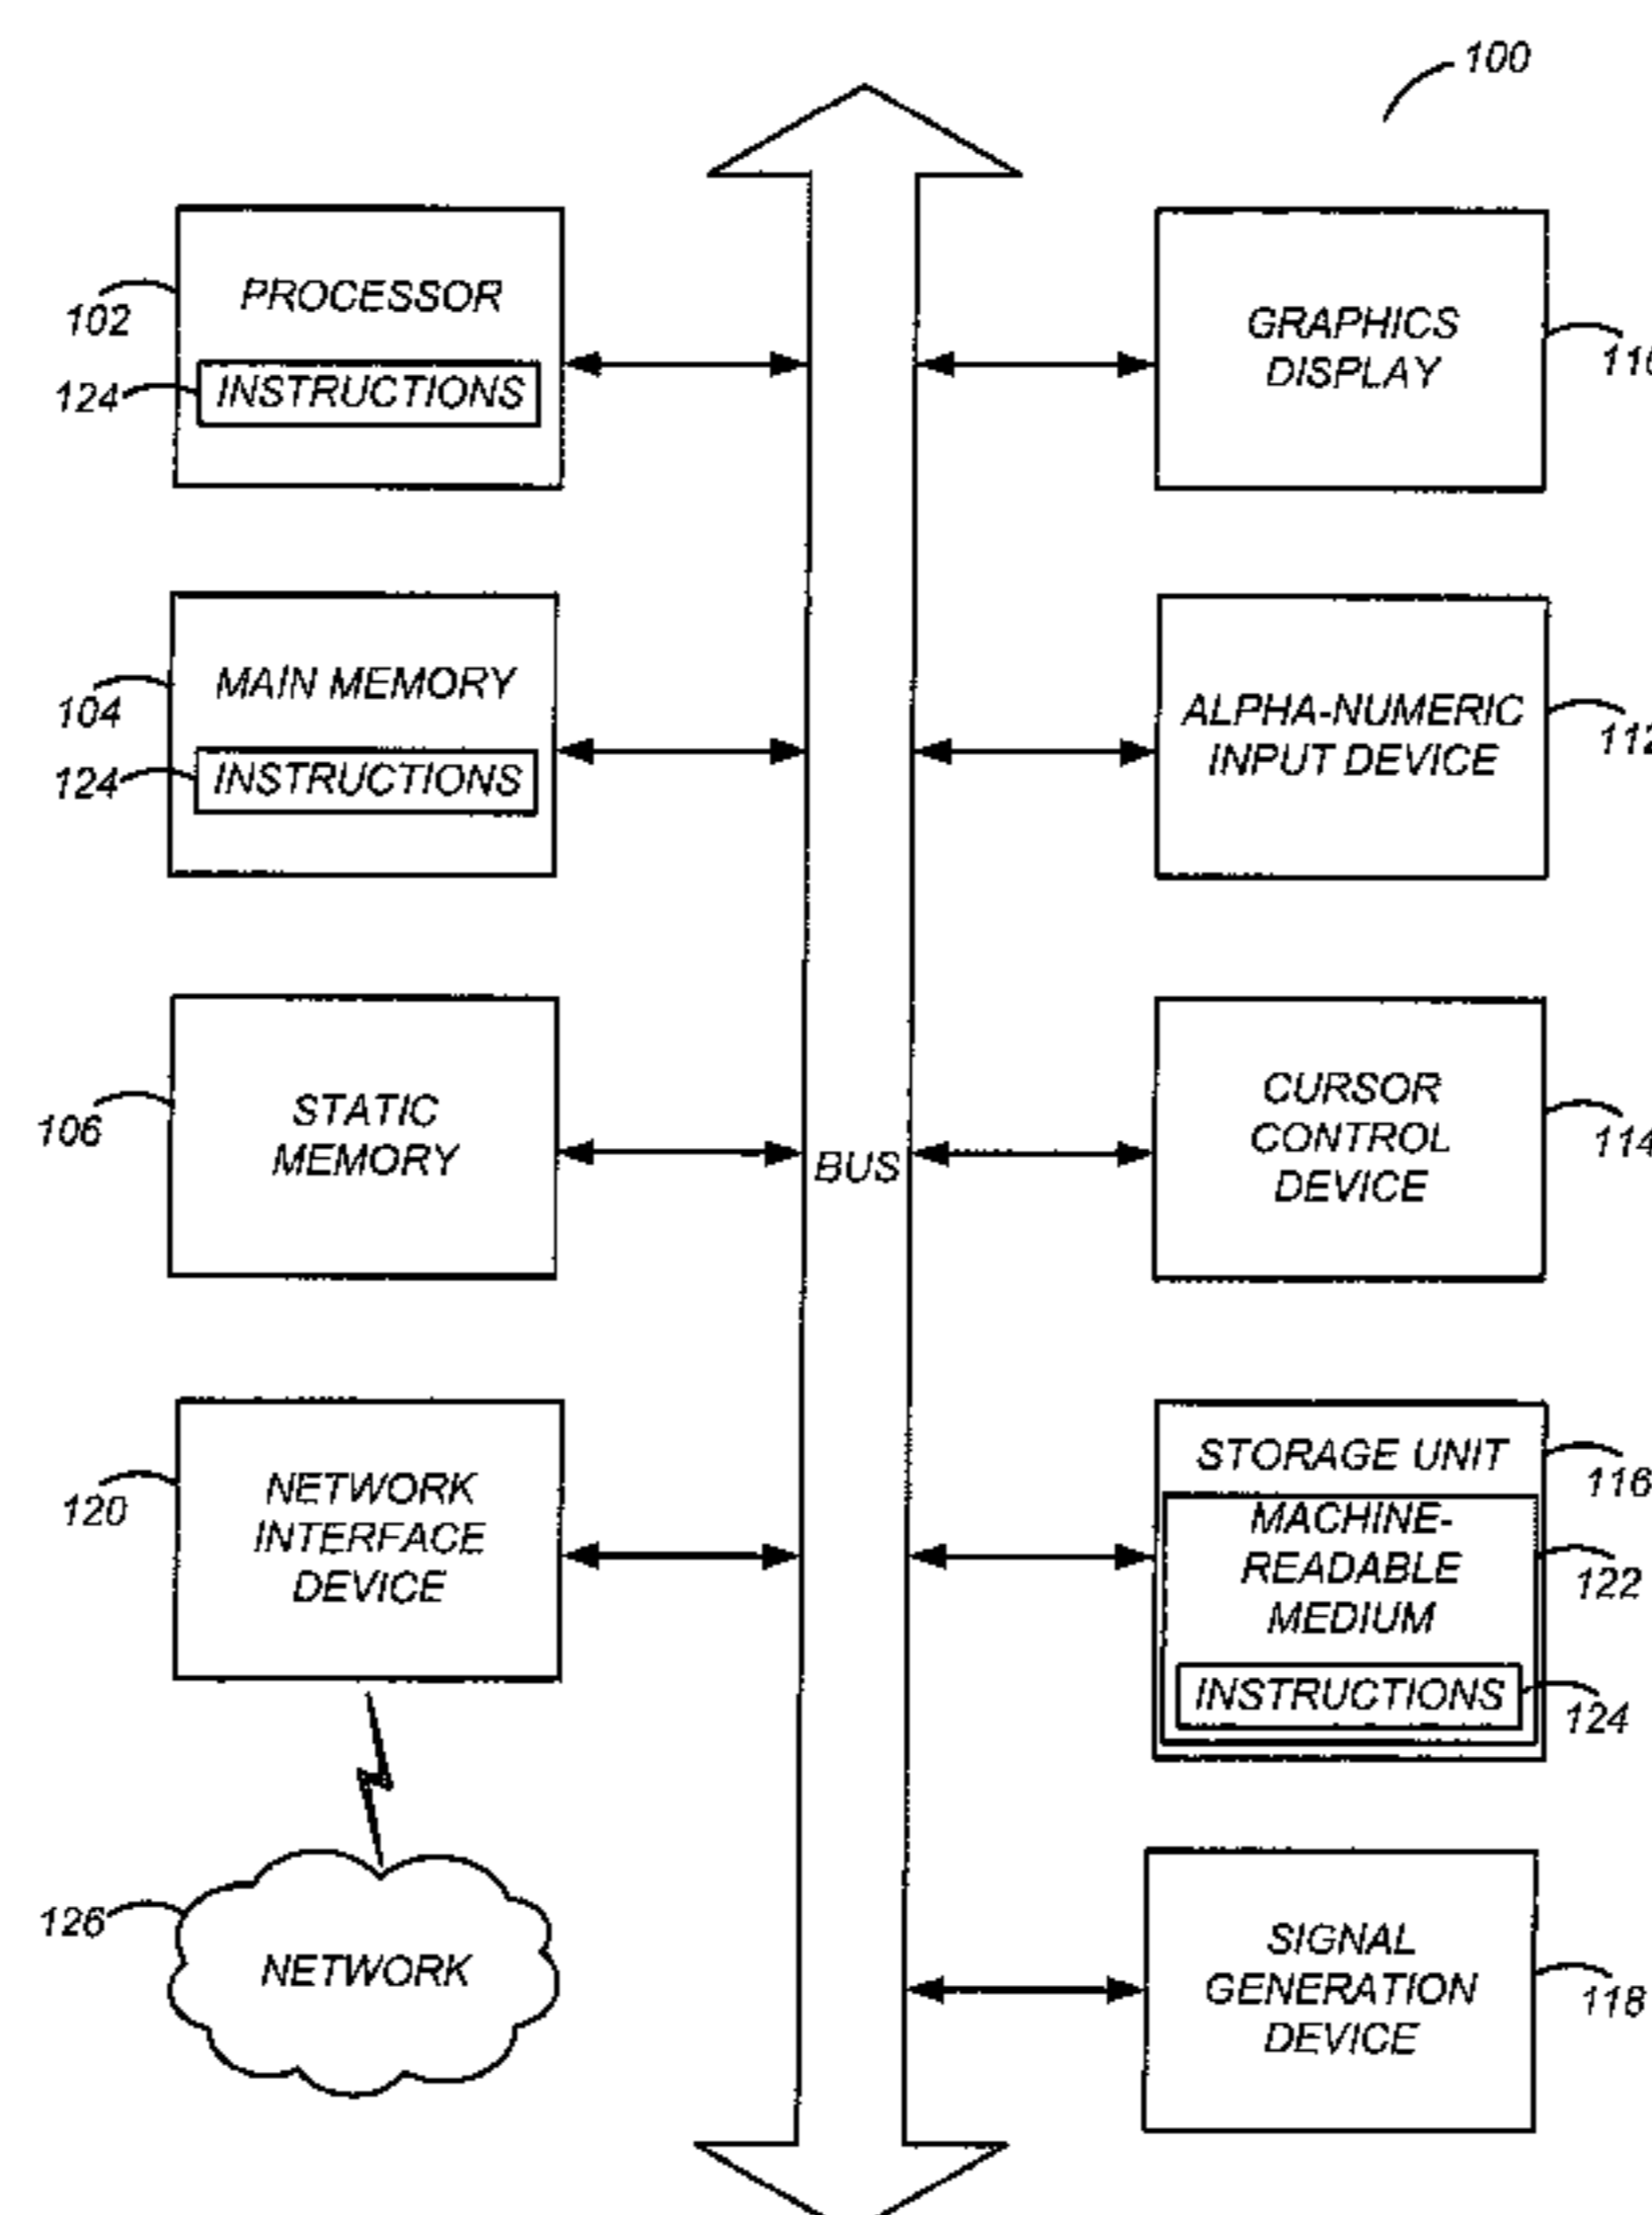 100
PROCESSOR
102
124
INSTRUCTIONS
GRAPHICS
DISPLAY
MAIN MEMORY
104
124
INSTRUCTIONS
ALPHA-NUMERIC
INPUT DEVICE
112
STATIC
MEMORY
106
BUS
CURSOR
CONTROL
DEVICE
114
NETWORK
INTERFACE
DEVICE
120
STORAGE UNIT
116
MACHINE-
READABLE
MEDIUM
122
INSTRUCTIONS
124
126
NETWORK
SIGNAL
GENERATION
DEVICE
118